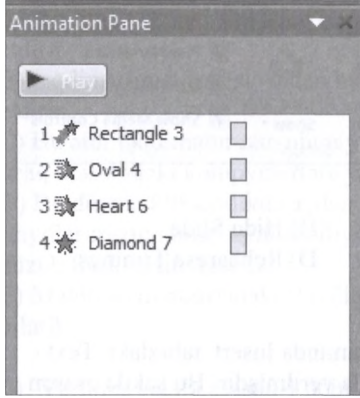 Animation Pane
Play
1 Rectangle 3
2 Oval 4
3 Heart 6
4 Diamond 7